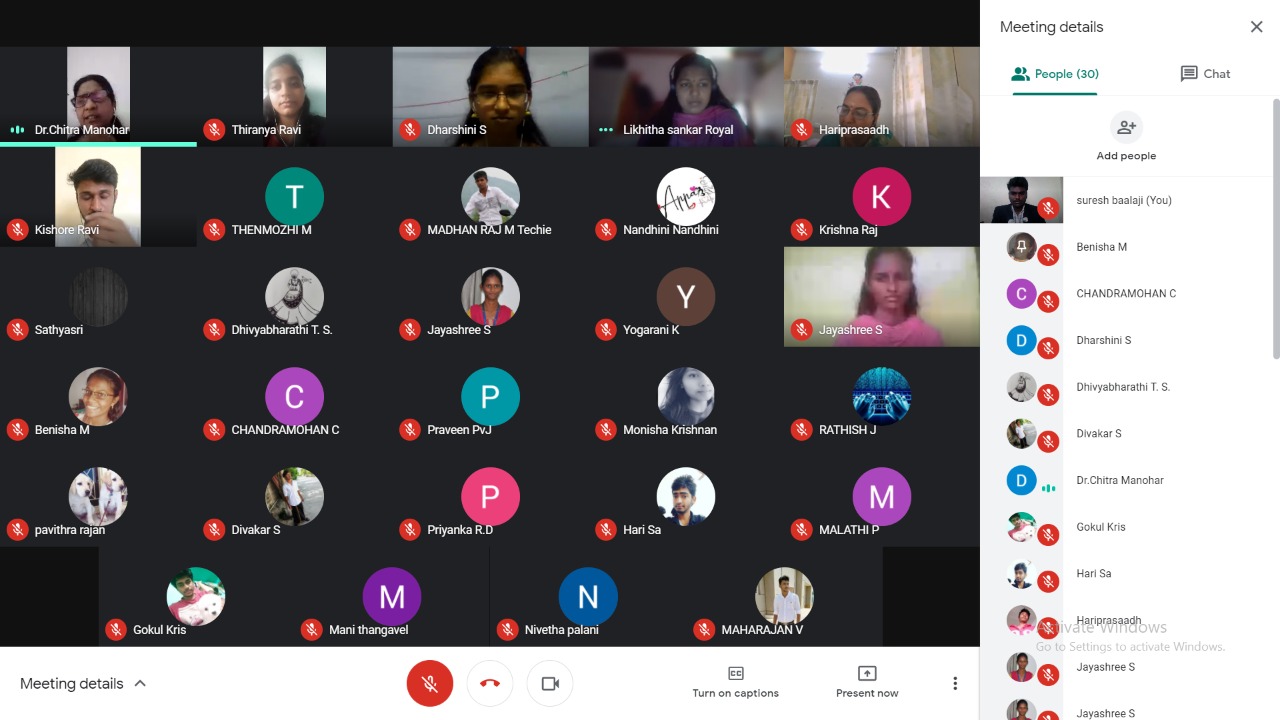 Dr.Chitra Manohar
Thiranya Ravi
Dharshini S
Likhitha sankar Royal
Hariprasaadh
Kishore Ravi
T
THENMOZHI M
MADHAN RAJ M Techie
Nandhini Nandhini
K
Krishna Raj
Sathyasri
Dhivyabharathi T. S.
Jayashree S
Y
Yogarani K
Jayashree S
Benisha M
C
CHANDRAMOHAN C
P
Praveen PvJ
Monisha Krishnan
RATHISH J
pavithra rajan
Divakar S
P
Priyanka R.D
Hari Sa
M
MALATHI P
Gokul Kris
M
Mani thangavel
N
Nivetha palani
MAHARAJAN V
Meeting details
CC
Turn on captions
Present now
Meeting details
People (30)
Chat
Add people
suresh baalaji (You)
Benisha M
C
CHANDRAMOHAN C
D
Dharshini S
Dhivyabharathi T. S.
Divakar S
D
Dr.Chitra Manohar
Gokul Kris
Hari Sa
Hariprasaadh
Activate Windows
Go to Settings to activate Windows.
Jayashree S
Jayashree S